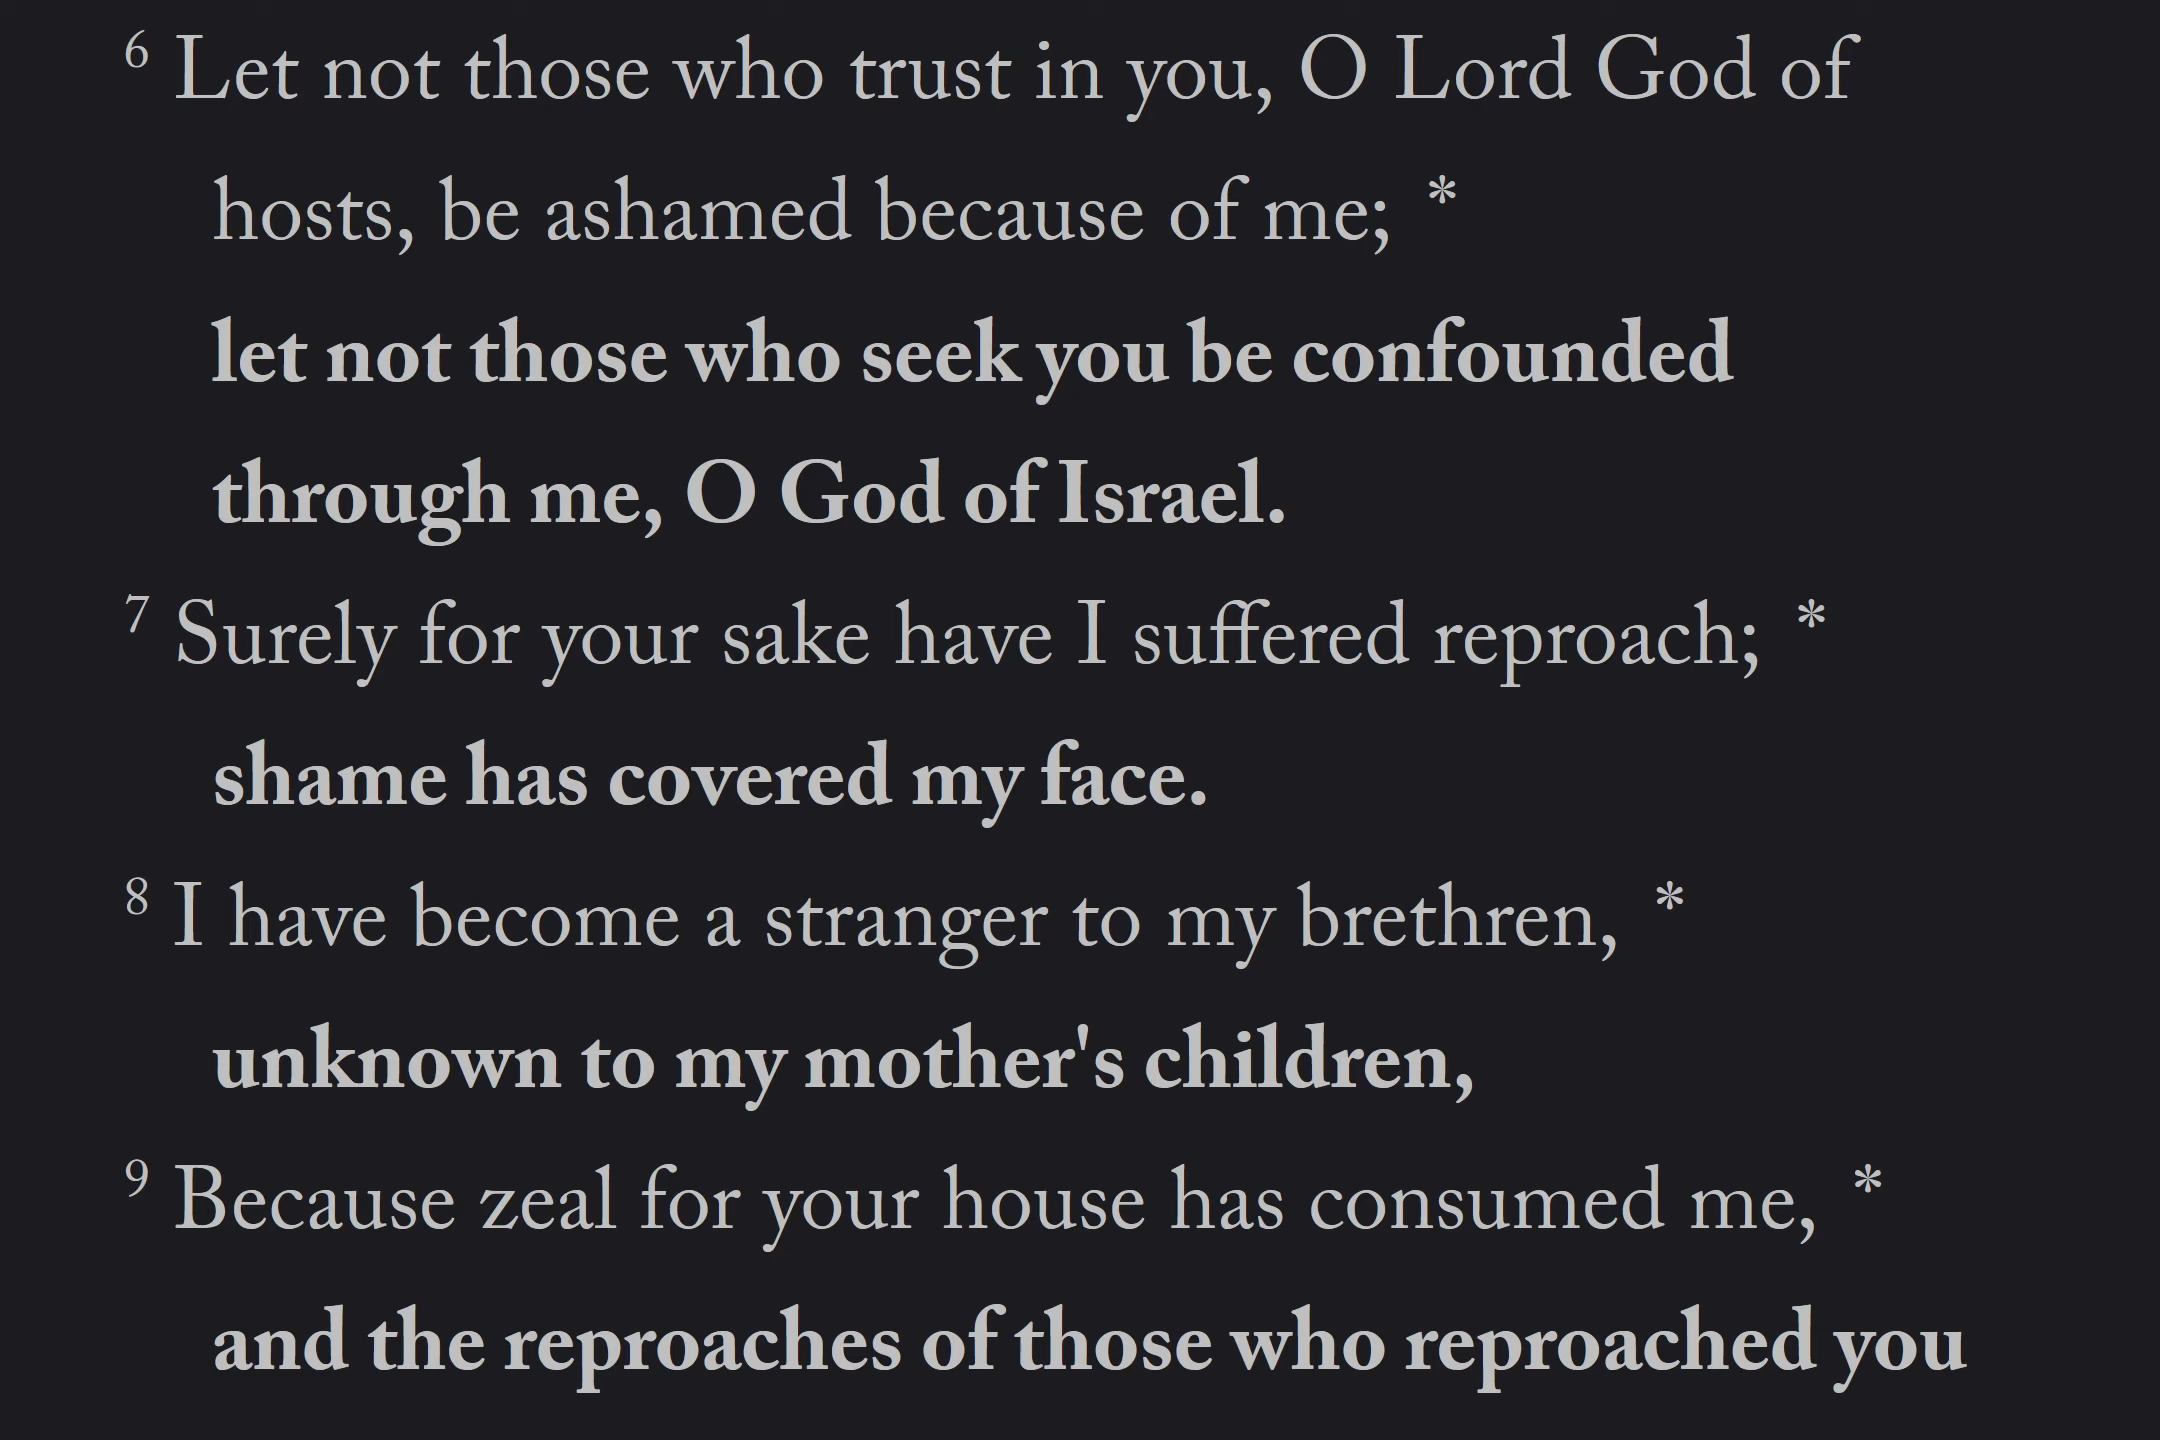 6 Let not those who trust in you, O Lord God of
hosts, be ashamed because of me; *
let not those who seek you be confounded
through me, O God of Israel.
7 Surely for your sake have I suffered reproach; *
shame has covered my face.
8 I have become a stranger to my brethren, *
unknown to my mother's children,
9 Because zeal for your house has consumed me, *
and the reproaches of those who reproached you